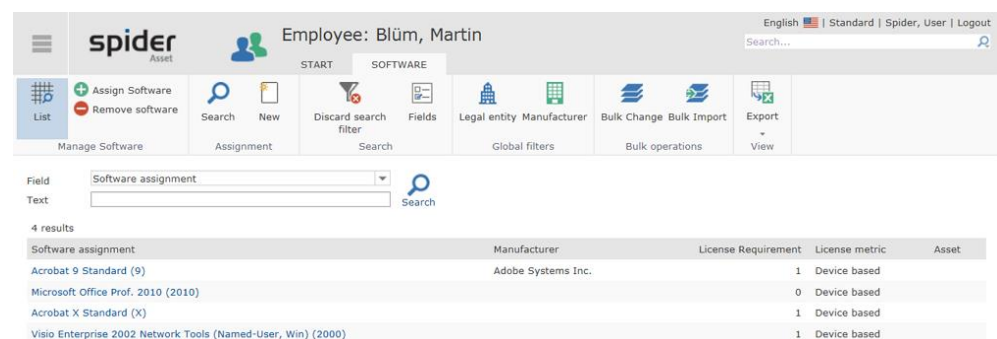 English | Standard | Spider, User | Logout
spider
Asset
Employee: Blüm, Martin
Search...
START SOFTWARE
List
Assign Software
Remove software
Search
New
Discard search
filter
Fields
Legal entity
Manufacturer
Bulk Change
Bulk Import
Export
Manage Software
Assignment
Search
Global filters
Bulk operations
View
Field Software assignment
Text
Search
4 results
Software assignment Manufacturer License Requirement License metric Asset
Acrobat 9 Standard (9) Adobe Systems Inc. 1 Device based
Microsoft Office Prof. 2010 (2010) 0 Device based
Acrobat X Standard (X) 1 Device based
Visio Enterprise 2002 Network Tools (Named-User, Win) (2000) 1 Device based